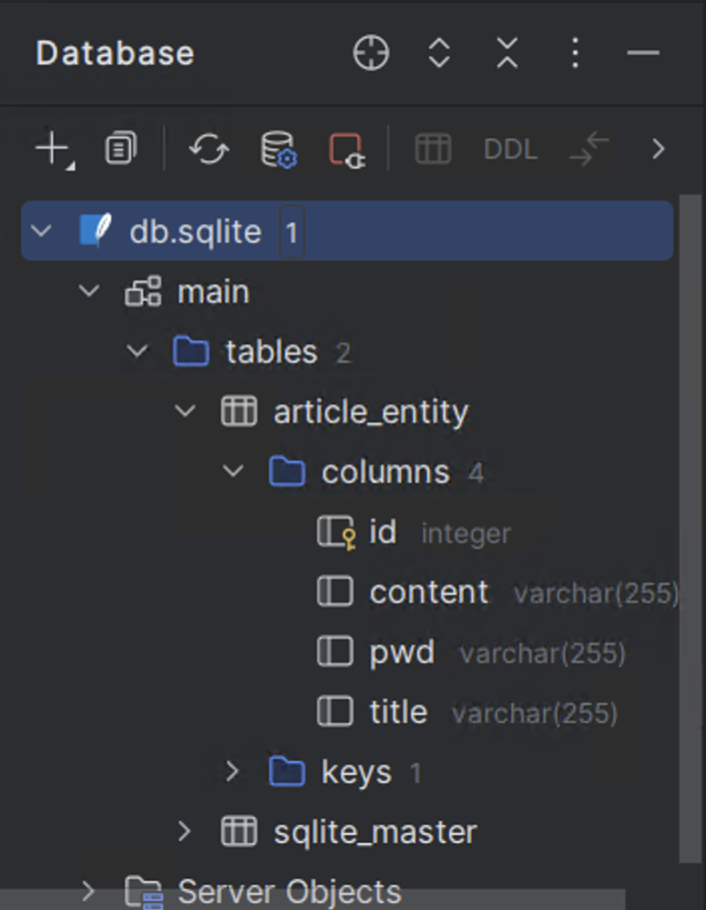 Database
DDL
db.sqlite 1
main
tables 2
article_entity
columns 4
id integer
content varchar(255)
pwd varchar(255)
title varchar(255)
keys 1
sqlite_master
Server Objects